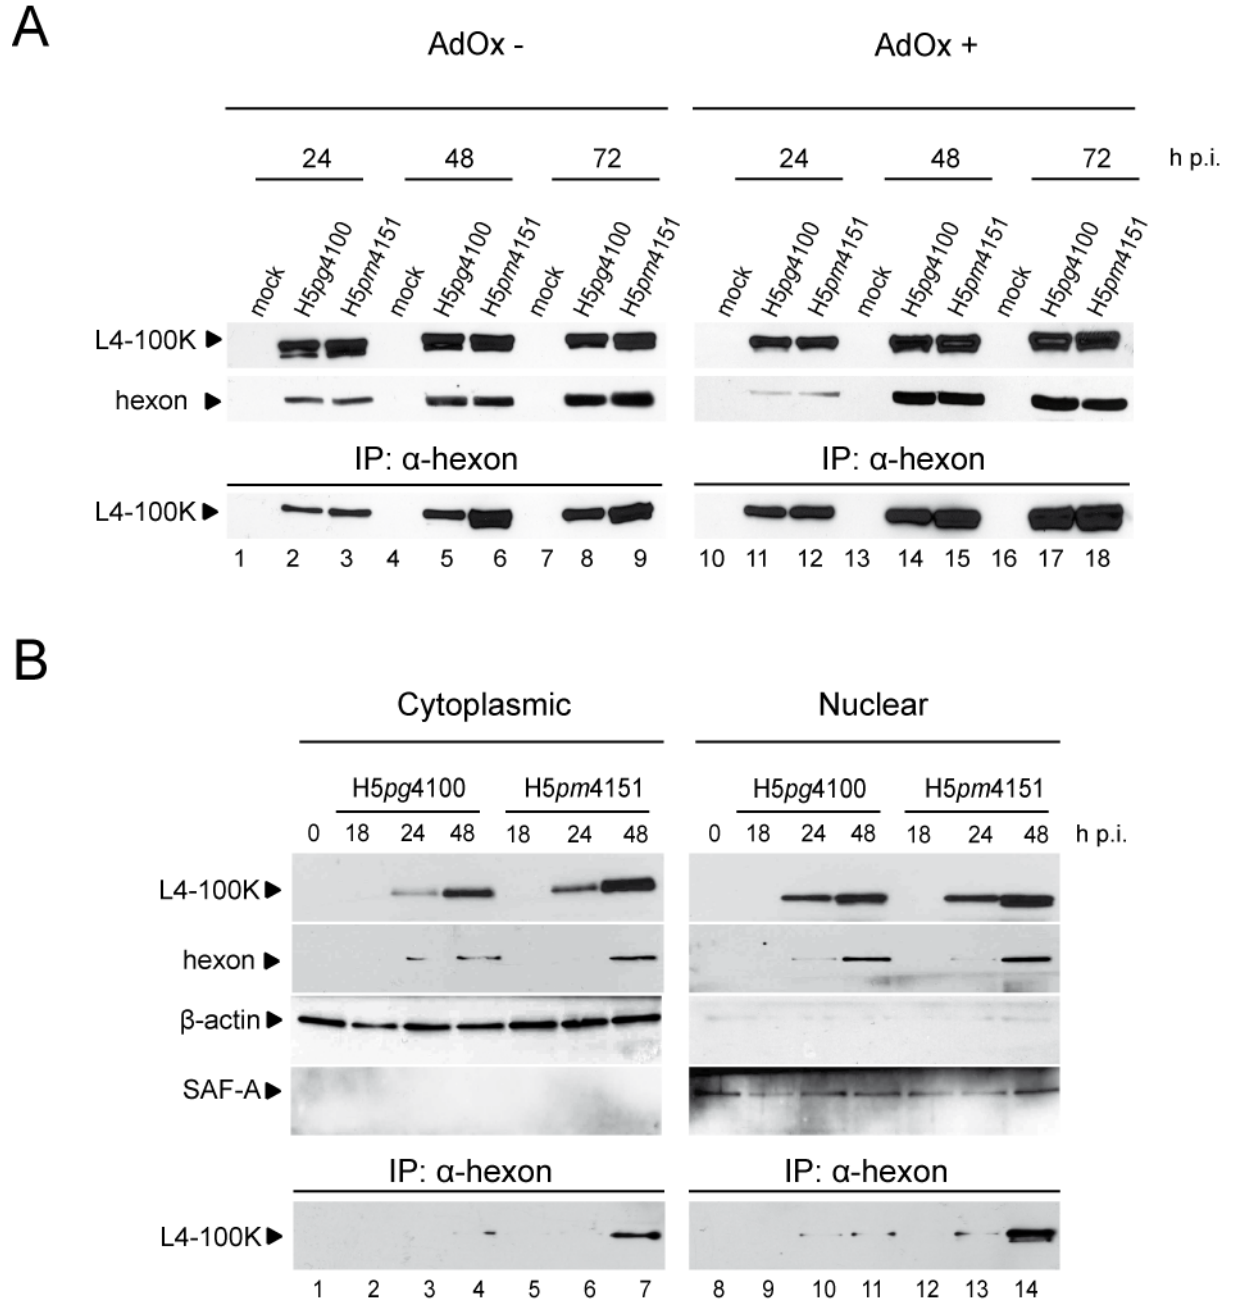 A
AdOx - AdOx +
24 48 72 24 48 72 h p.i.
mock H5pg4100 H5pm4151 mock H5pg4100 H5pm4151 mock H5pg4100 H5pm4151 mock H5pg4100 H5pm4151 mock H5pg4100 H5pm4151 mock H5pg4100 H5pm4151
L4-100K
hexon
IP: α-hexon IP: α-hexon
L4-100K
1 2 3 4 5 6 7 8 9 10 11 12 13 14 15 16 17 18
B
Cytoplasmic Nuclear
H5pg4100 H5pm4151 H5pg4100 H5pm4151
0 18 24 48 18 24 48 0 18 24 48 18 24 48 h p.i.
L4-100K
hexon
β-actin
SAF-A
IP: α-hexon IP: α-hexon
L4-100K
1 2 3 4 5 6 7 8 9 10 11 12 13 14